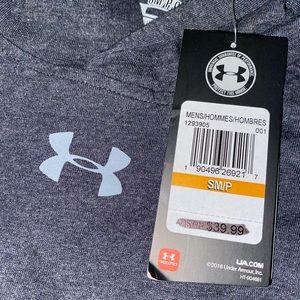 MENS/HOMMES/HOMBRES
1293905
001
1 90496 26921 7
SM/P
$39.99
UA.COM
©2016 Under Armour, Inc.